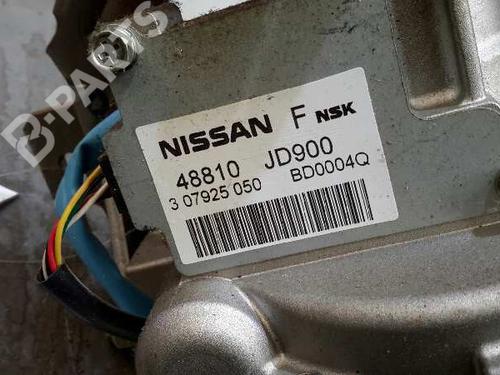 B-PARTS
NISSAN F NSK
48810 JD900
3 07925 050 BD0004Q